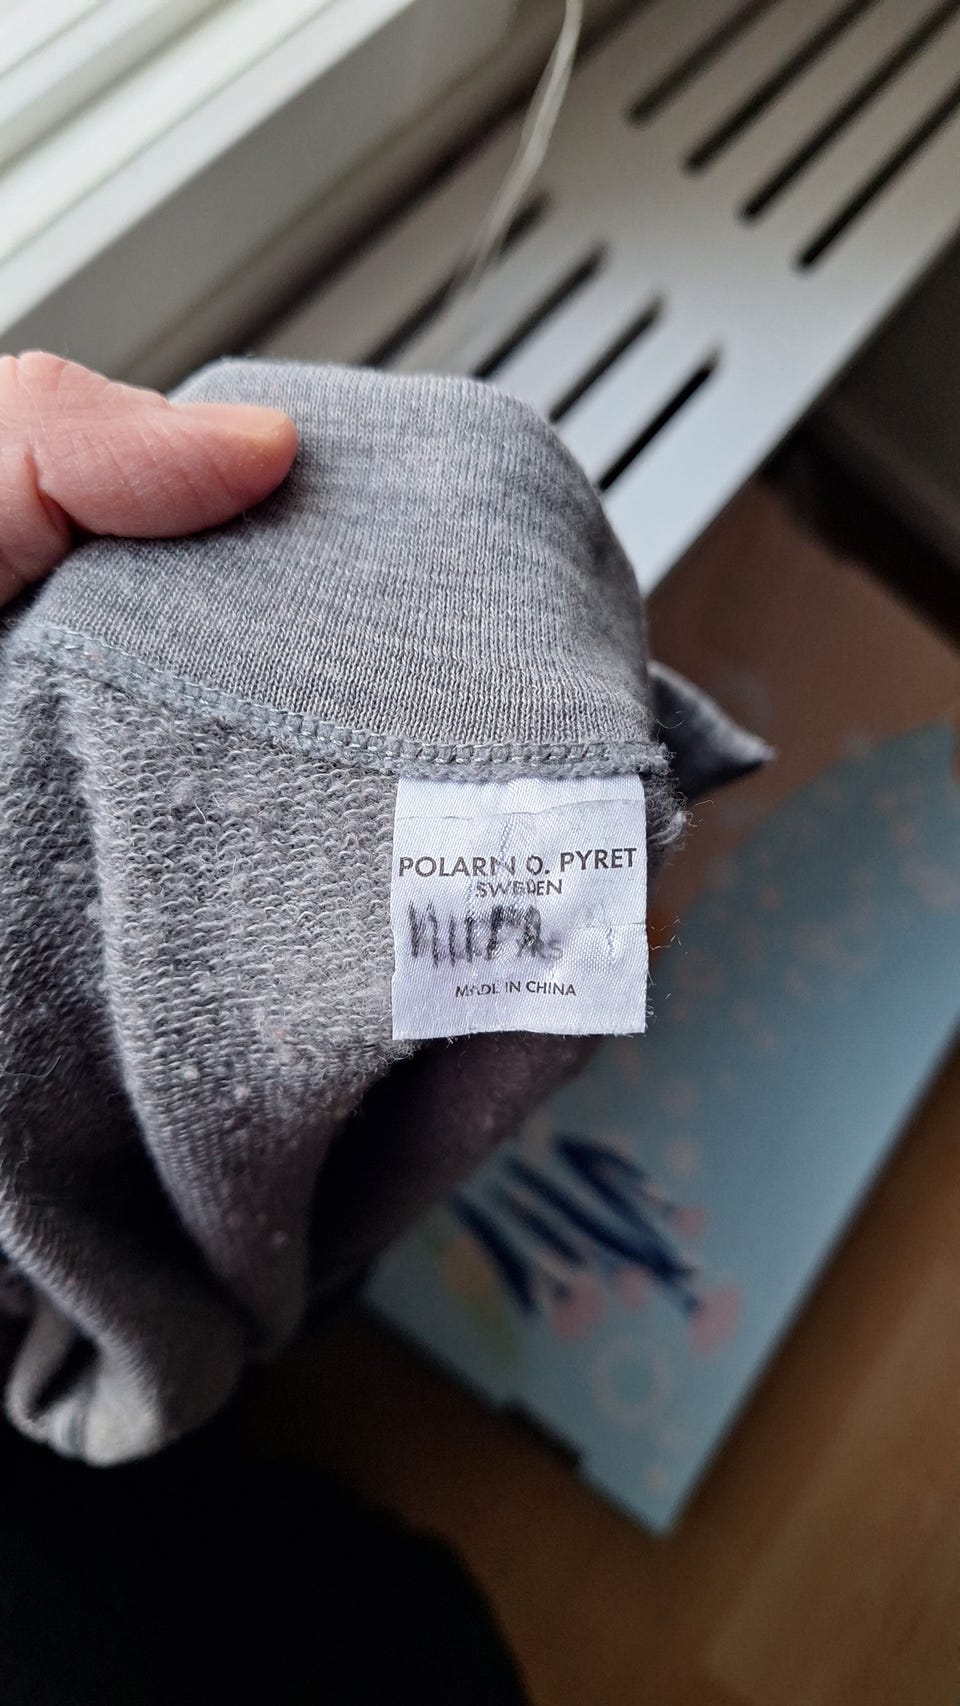 POLARN O. PYRET
SWEDEN
MADE IN CHINA